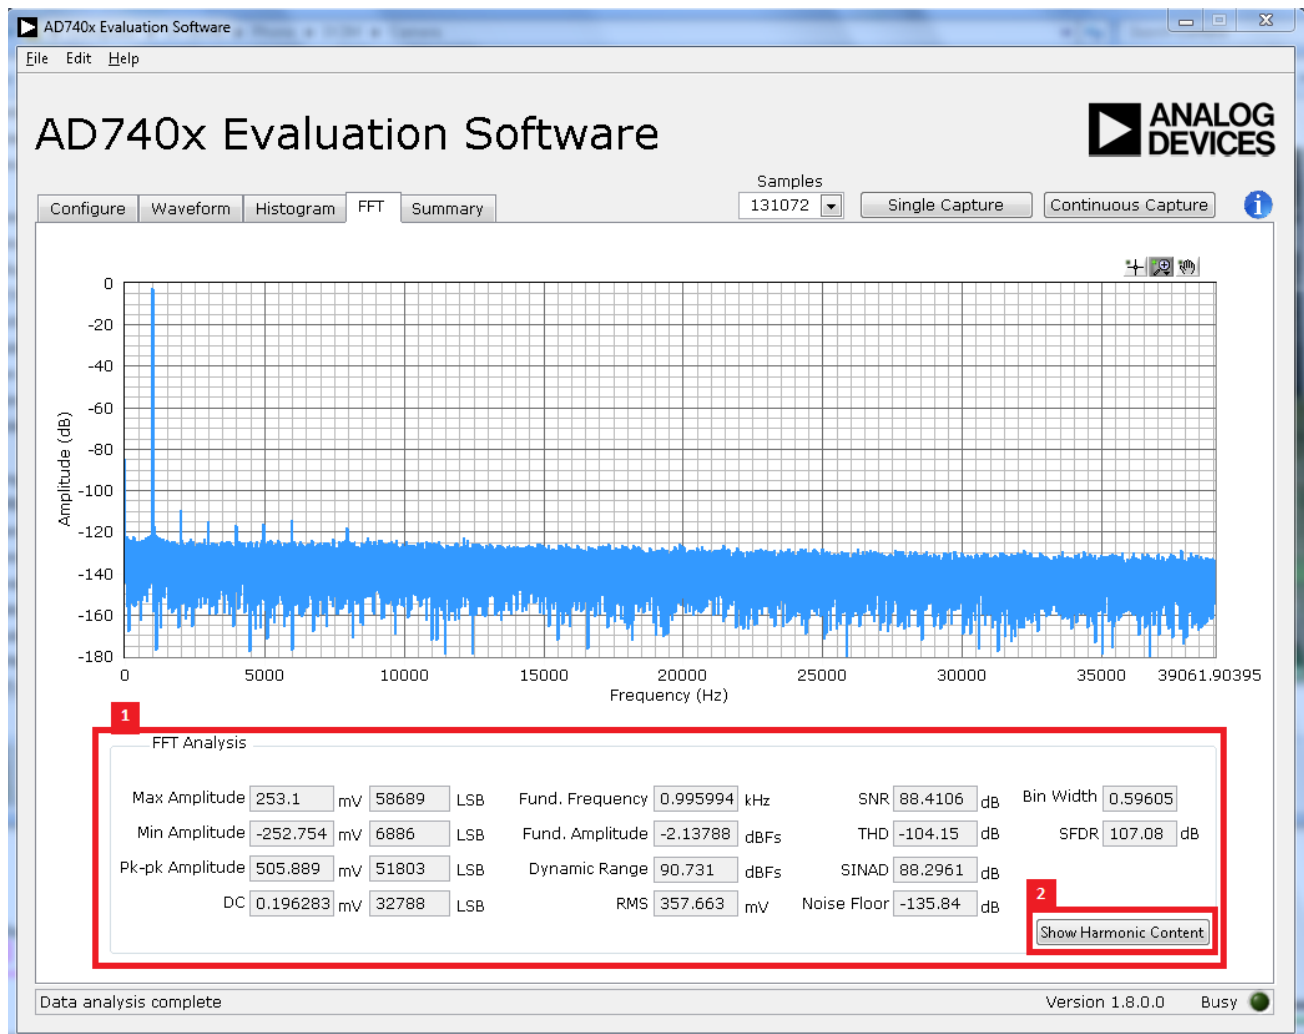 AD740x Evaluation Software
File Edit Help
AD740x Evaluation Software
ANALOG
DEVICES
Samples
Configure Waveform Histogram FFT Summary 131072 Single Capture Continuous Capture i
0
-20
-40
-60
-80
-100
-120
-140
-160
-180
Amplitude (dB)
0 5000 10000 15000 20000 25000 30000 35000 39061.90395
Frequency (Hz)
1
FFT Analysis
Max Amplitude 253.1 mV 58689 LSB Fund. Frequency 0.995994 kHz SNR 88.4106 dB Bin Width 0.59605
Min Amplitude -252.754 mV 6886 LSB Fund. Amplitude -2.13788 dBFs THD -104.15 dB SFDR 107.08 dB
Pk-pk Amplitude 505.889 mV 51803 LSB Dynamic Range 90.731 dBFs SINAD 88.2961 dB
DC 0.196283 mV 32788 LSB RMS 357.663 mV Noise Floor -135.84 dB
2
Show Harmonic Content
Data analysis complete Version 1.8.0.0 Busy